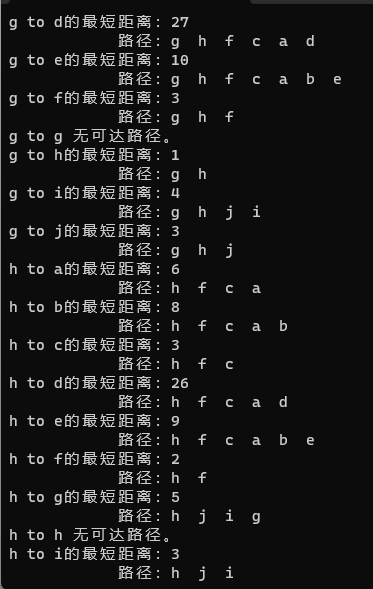 g to d的最短距离: 27
路径: g h f c a d
g to e的最短距离: 10
路径: g h f c a b e
g to f的最短距离: 3
路径: g h f
g to g 无可达路径。
g to h的最短距离: 1
路径: g h
g to i的最短距离: 4
路径: g h j i
g to j的最短距离: 3
路径: g h j
h to a的最短距离: 6
路径: h f c a
h to b的最短距离: 8
路径: h f c a b
h to c的最短距离: 3
路径: h f c
h to d的最短距离: 26
路径: h f c a d
h to e的最短距离: 9
路径: h f c a b e
h to f的最短距离: 2
路径: h f
h to g的最短距离: 5
路径: h j i g
h to h 无可达路径。
h to i的最短距离: 3
路径: h j i